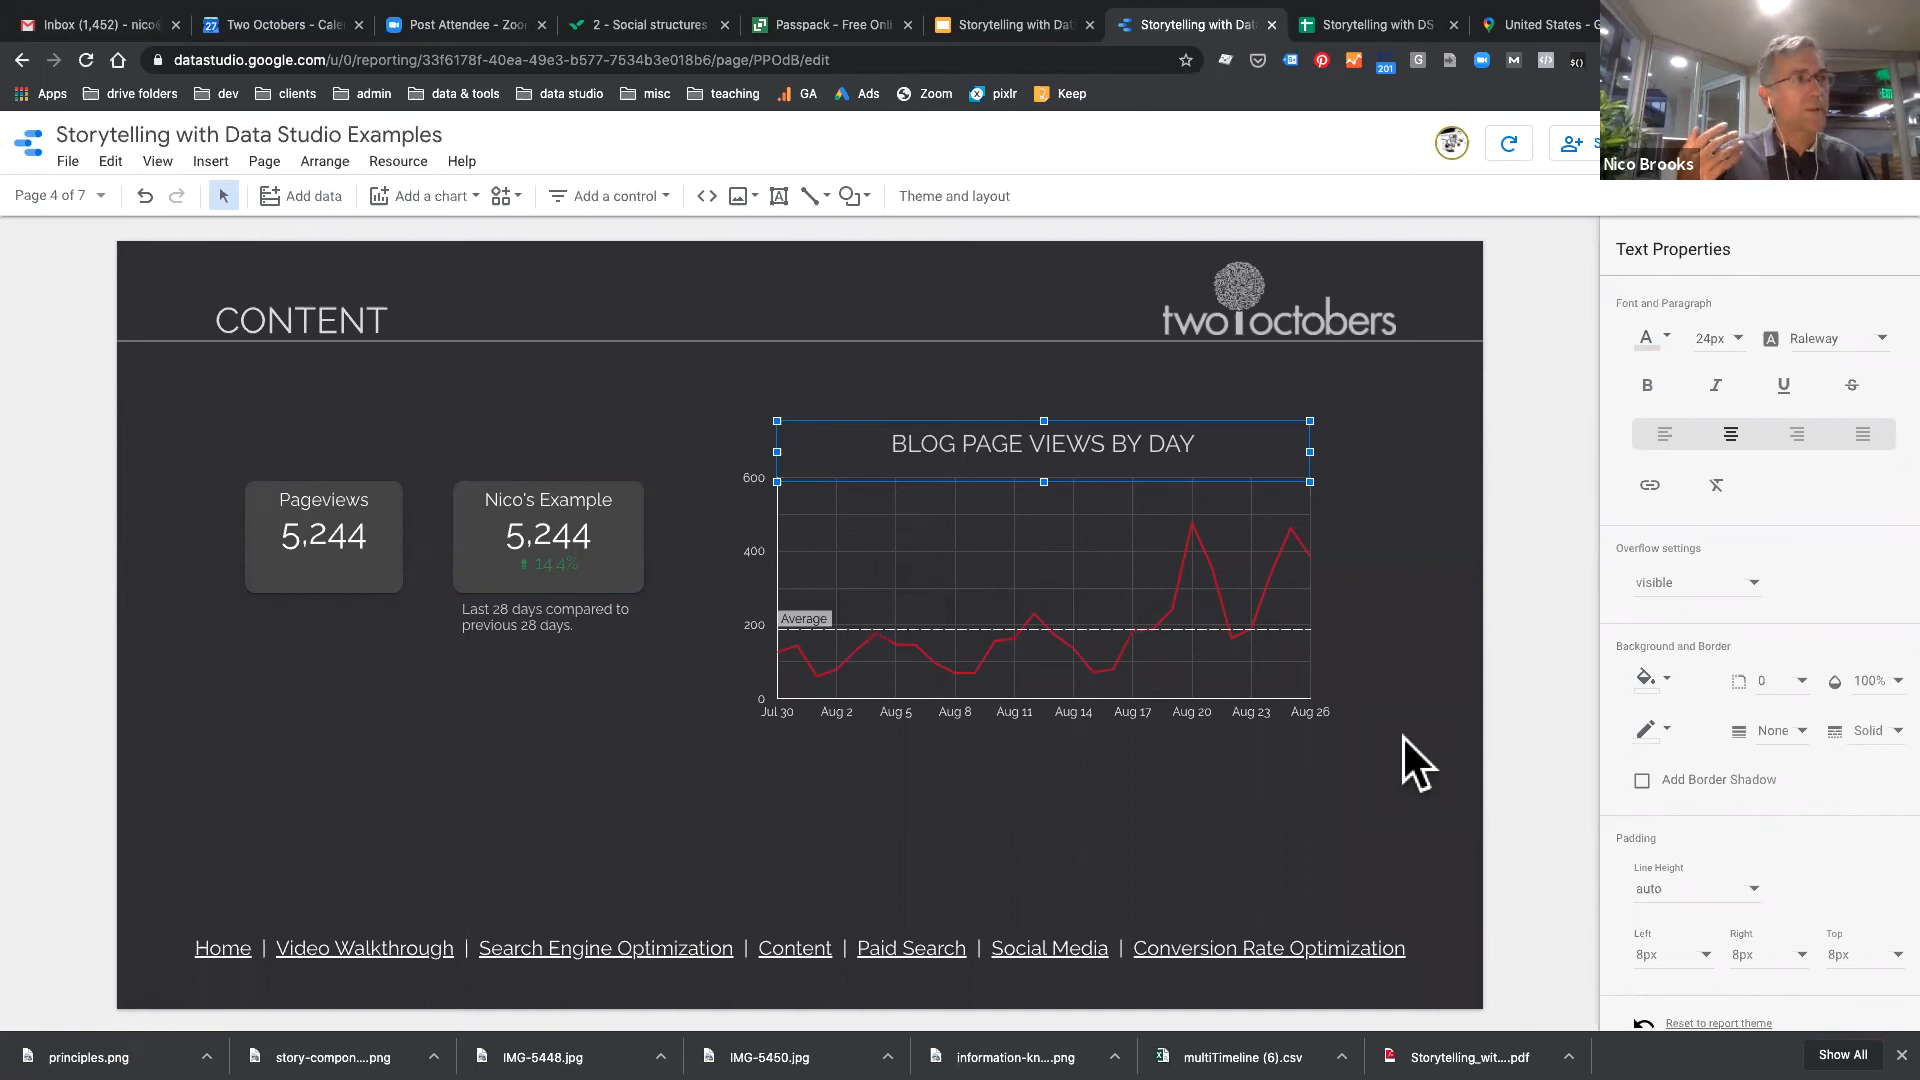 Inbox (1,452) - nico@
Two Octobers - Cale
Post Attendee - Zoo
2 - Social structures
Passpack - Free Onli
Storytelling with Dat
Storytelling with Dat
Storytelling with DS
United States - G
datastudio.google.com/u/0/reporting/33f6178f-40ea-49e3-b577-7534b3e018b6/page/PPOdB/edit
201
Apps drive folders dev clients admin data & tools data studio misc teaching GA Ads Zoom pixlr Keep
EXIT
Nico Brooks
Storytelling with Data Studio Examples
File Edit View Insert Page Arrange Resource Help
Page 4 of 7 Add data Add a chart Add a control Theme and layout
CONTENT
two octobers
BLOG PAGE VIEWS BY DAY
Pageviews
5,244
Nico's Example
5,244
14.4%
Last 28 days compared to
previous 28 days.
600
400
200
0
Average
Jul 30 Aug 2 Aug 5 Aug 8 Aug 11 Aug 14 Aug 17 Aug 20 Aug 23 Aug 26
Home | Video Walkthrough | Search Engine Optimization | Content | Paid Search | Social Media | Conversion Rate Optimization
Text Properties
Font and Paragraph
A 24px A Raleway
B I U S
Overflow settings
visible
Background and Border
0 100%
None Solid
Add Border Shadow
Padding
Line Height
auto
Left Right Top
8px 8px 8px
Reset to report theme
principles.png
story-compon....png
IMG-5448.jpg
IMG-5450.jpg
information-kn....png
multiTimeline (6).csv
Storytelling_wit....pdf
Show All